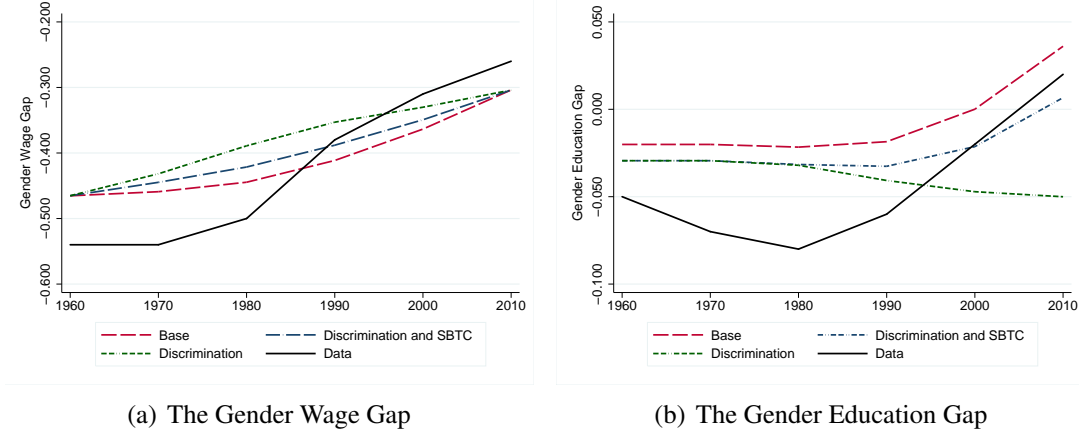 −0.200
−0.300
−0.400
−0.500
−0.600
Gender Wage Gap
1960 1970 1980 1990 2000 2010
Base Discrimination and SBTC
Discrimination Data
(a) The Gender Wage Gap
0.050
0.000
−0.050
−0.100
Gender Education Gap
1960 1970 1980 1990 2000 2010
Base Discrimination and SBTC
Discrimination Data
(b) The Gender Education Gap